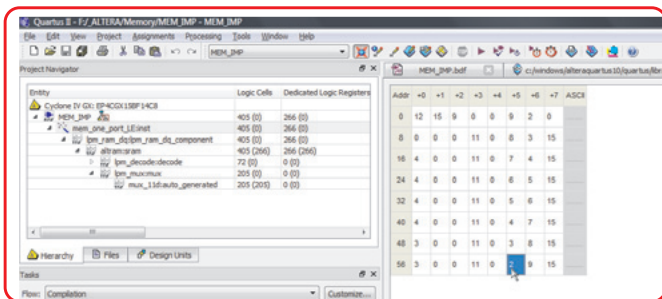 Quartus II - F:/_ALTERA/Memory/MEM_IMP - MEM_IMP
File Edit View Project Assignments Processing Tools Window Help
MEM_IMP
Project Navigator
MEM_IMP.bdf
c:/windows/alteraquartus10/quartus/libr
Entity Logic Cells Dedicated Logic Registers
Cyclone IV GX: EP4CGX15BF14C8
MEM_IMP 405 (0) 266 (0)
mem_one_port_LE:inst 405 (0) 266 (0)
lpm_ram_dq:lpm_ram_dq_component 405 (0) 266 (0)
altram:sram 405 (266) 266 (266)
lpm_decode:decode 72 (0) 0 (0)
lpm_mux:mux 205 (0) 0 (0)
mux_11d:auto_generated 205 (205) 0 (0)
Hierarchy Files Design Units
Tasks
Flow: Compilation Customize...
Addr +0 +1 +2 +3 +4 +5 +6 +7 ASCII
0 12 15 9 0 0 9 2 0
8 0 0 0 11 0 8 3 15
16 4 0 0 11 0 7 4 15
24 4 0 0 11 0 6 5 15
32 4 0 0 11 0 5 6 15
40 4 0 0 11 0 4 7 15
48 3 0 0 11 0 3 8 15
56 3 0 0 11 0 2 9 15